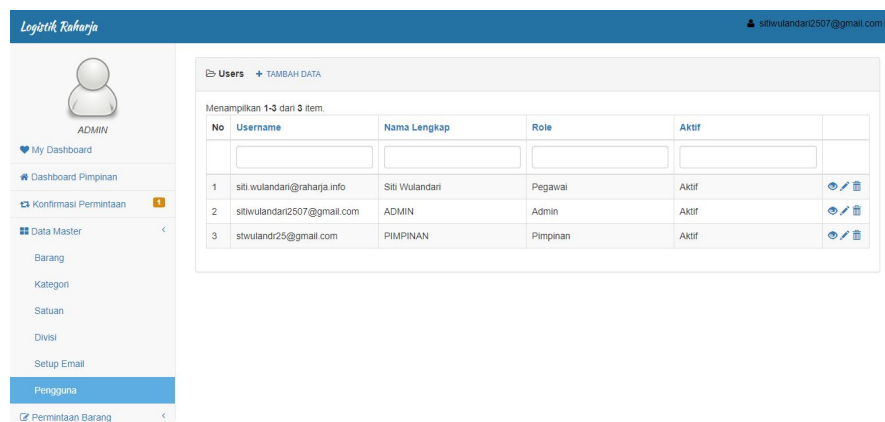 Logistik Raharja
sitiwulandari2507@gmail.com
ADMIN
My Dashboard
Dashboard Pimpinan
Konfirmasi Permintaan 1
Data Master
Barang
Kategori
Satuan
Divisi
Setup Email
Pengguna
Permintaan Barang
Users + TAMBAH DATA
Menampilkan 1-3 dari 3 item.
No Username Nama Lengkap Role Aktif
1 siti.wulandari@raharja.info Siti Wulandari Pegawai Aktif
2 sitiwulandari2507@gmail.com ADMIN Admin Aktif
3 stwulandr25@gmail.com PIMPINAN Pimpinan Aktif